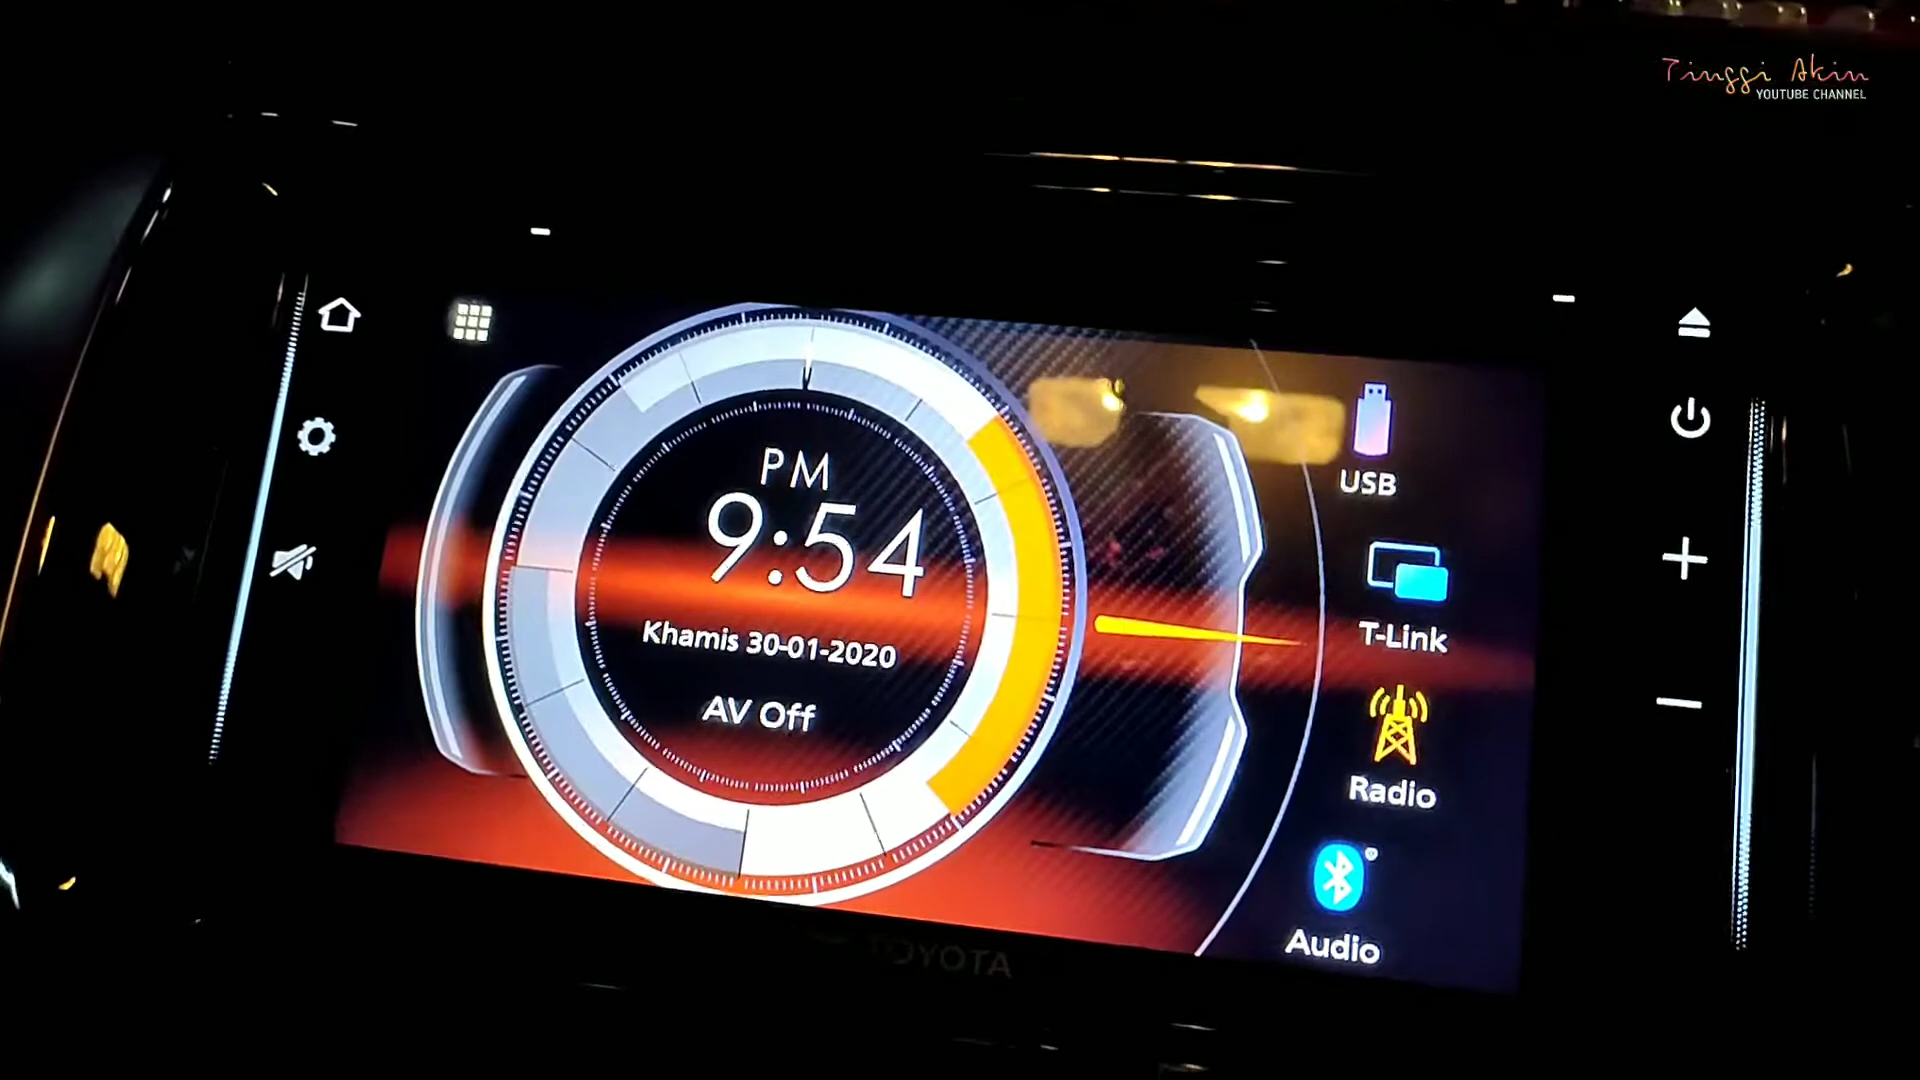 Tinggi Akin
YOUTUBE CHANNEL
PM
9:54
Khamis 30-01-2020
AV Off
USB
T-Link
Radio
Audio
TOYOTA